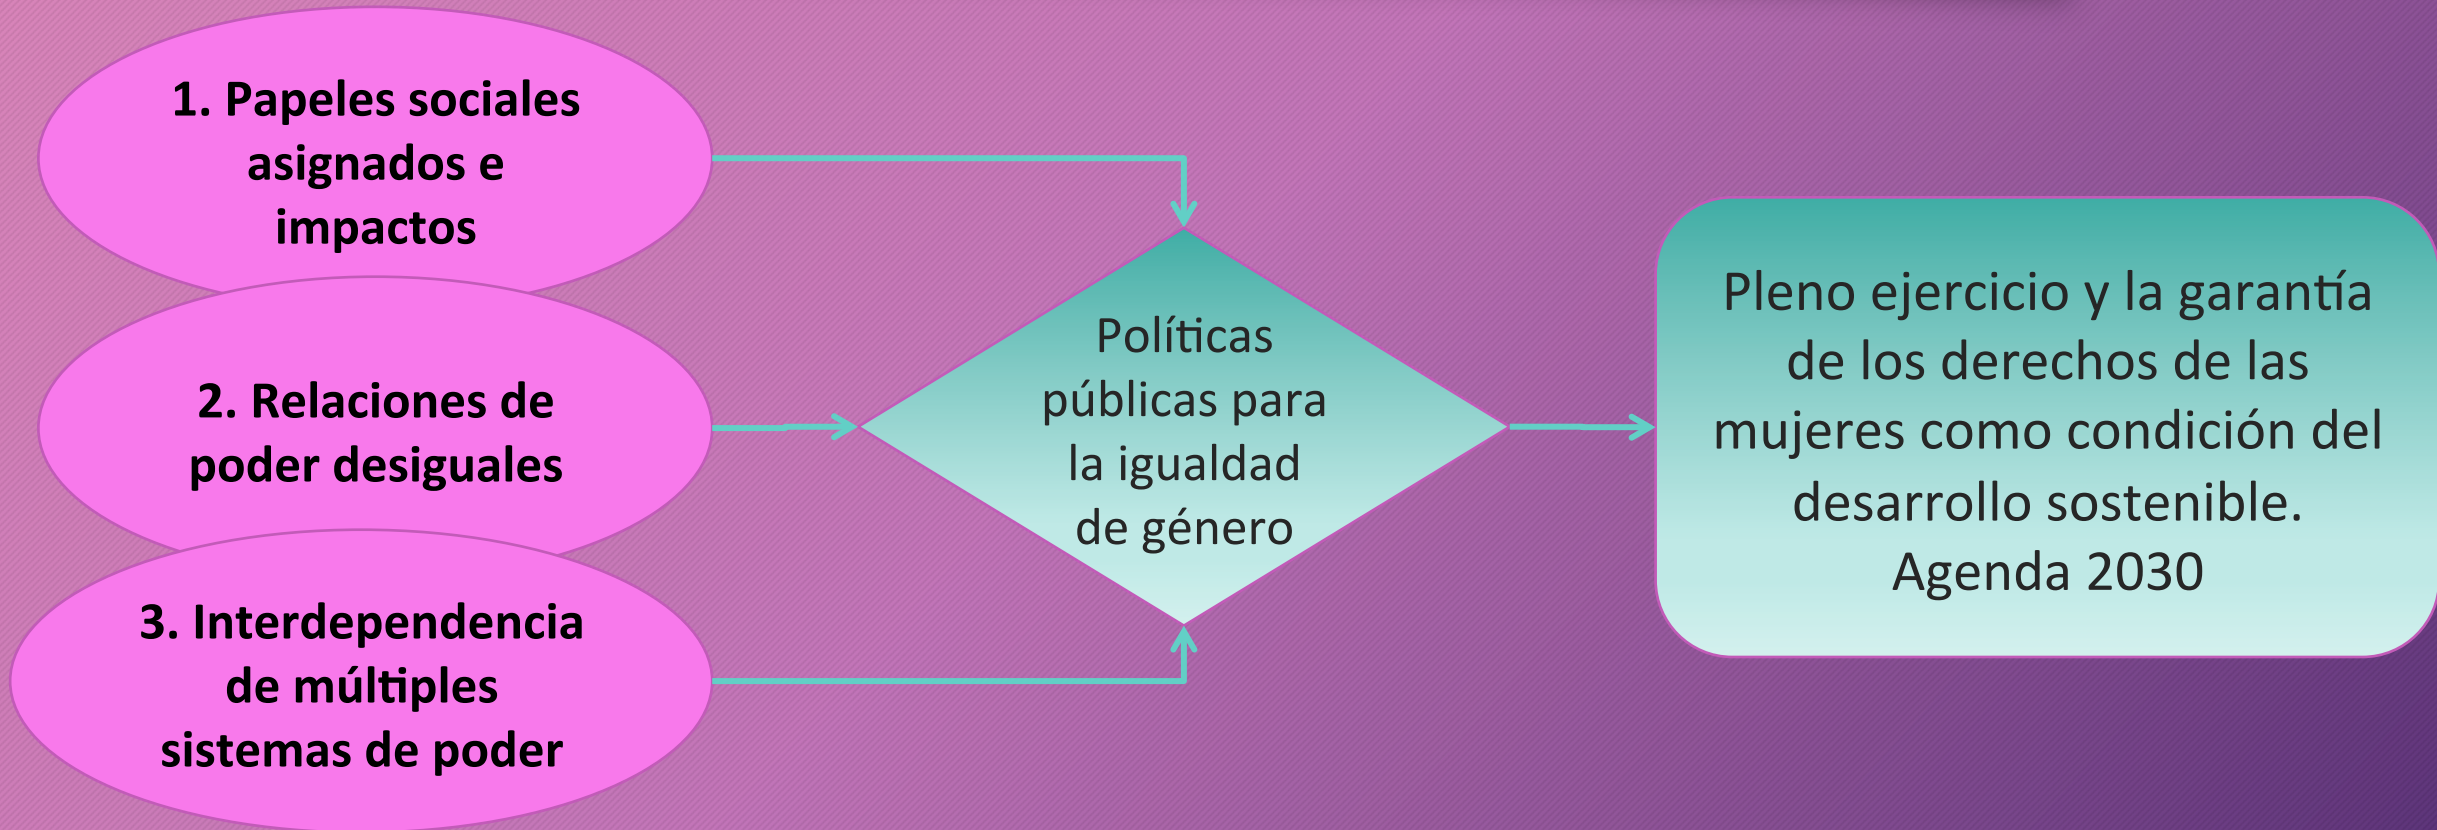 1. Papeles sociales
asignados e
impactos
2. Relaciones de
poder desiguales
3. Interdependencia
de múltiples
sistemas de poder
Políticas
públicas para
la igualdad
de género
Pleno ejercicio y la garantía
de los derechos de las
mujeres como condición del
desarrollo sostenible.
Agenda 2030